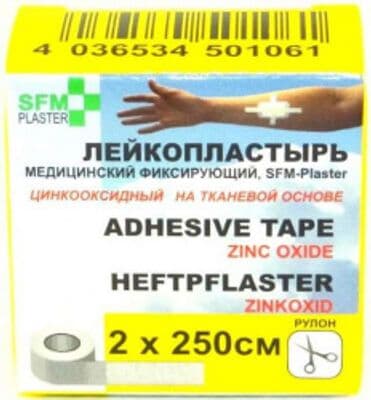 4 036534 501061
SFM
PLASTER
ЛЕЙКОПЛАСТЫРЬ
МЕДИЦИНСКИЙ ФИКСИРУЮЩИЙ, SFM-Plaster
ЦИНКООКСИДНЫЙ НА ТКАНЕВОЙ ОСНОВЕ
ADHESIVE TAPE
ZINC OXIDE
HEFTPFLASTER
ZINKOXID
2 x 250см
РУЛОН